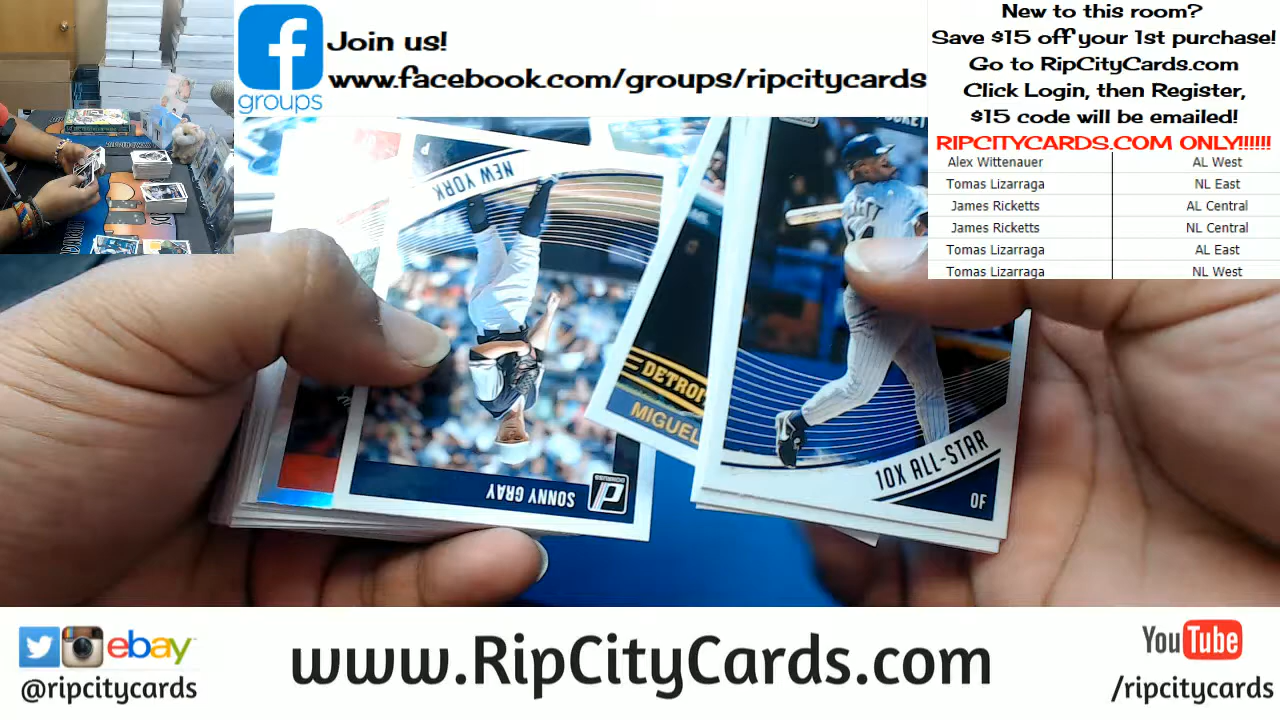 groups
Join us!
www.facebook.com/groups/ripcitycards
New to this room?
Save $15 off your 1st purchase!
Go to RipCityCards.com
Click Login, then Register,
$15 code will be emailed!
RIPCITYCARDS.COM ONLY!!!!!!
Alex Wittenauer AL West
Tomas Lizarraga NL East
James Ricketts AL Central
James Ricketts NL Central
Tomas Lizarraga AL East
Tomas Lizarraga NL West
P
NEW YORK
SONNY GRAY
DONRUSS
MIGUEL
10X ALL-STAR
OF
ebay
@ripcitycards
www.RipCityCards.com
YouTube
/ripcitycards